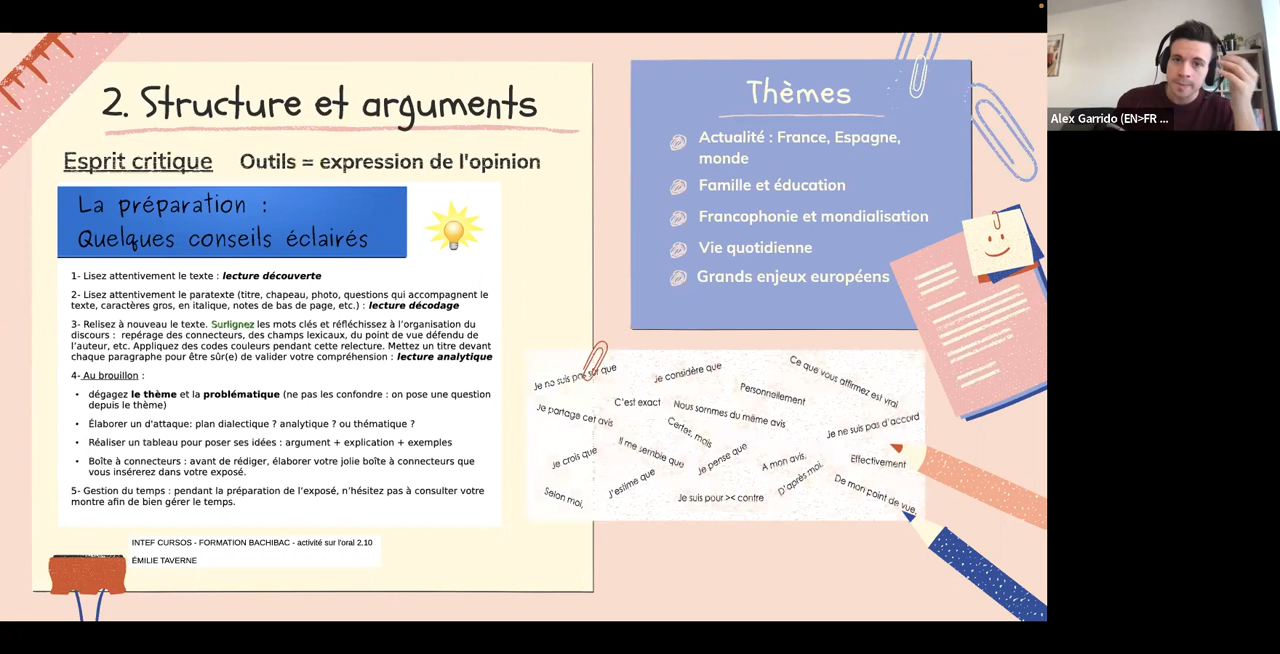 2. Structure et arguments
Esprit critique
Outils = expression de l'opinion
La préparation :
Quelques conseils éclairés
1- Lisez attentivement le texte : lecture découverte
2- Lisez attentivement le paratexte (titre, chapeau, photo, questions qui accompagnent le
texte, caractères gros, en italique, notes de bas de page, etc.) : lecture décodage
3- Relisez à nouveau le texte. Surlignez les mots clés et réfléchissez à l'organisation du
discours : repérage des connecteurs, des champs lexicaux, du point de vue défendu de
l'auteur, etc. Appliquez des codes couleurs pendant cette relecture. Mettez un titre devant
chaque paragraphe pour être sûr(e) de valider votre compréhension : lecture analytique
4- Au brouillon :
• dégagez le thème et la problématique (ne pas les confondre : on pose une question
depuis le thème)
• Élaborer un d'attaque: plan dialectique ? analytique ? ou thématique ?
• Réaliser un tableau pour poser ses idées : argument + explication + exemples
• Boîte à connecteurs : avant de rédiger, élaborer votre jolie boîte à connecteurs que
vous insérerez dans votre exposé.
5- Gestion du temps : pendant la préparation de l'exposé, n'hésitez pas à consulter votre
montre afin de bien gérer le temps.
INTEF CURSOS - FORMATION BACHIBAC - activité sur l'oral 2.10
ÉMILIE TAVERNE
Thèmes
Actualité : France, Espagne,
monde
Famille et éducation
Francophonie et mondialisation
Vie quotidienne
Grands enjeux européens
Je ne suis pas sûr que
Je considère que
Ce que vous affirmez est vrai
Personnellement
C'est exact
Nous sommes du même avis
Je partage cet avis
Certes, mais
Je ne suis pas d'accord
Il me semble que
Je crois que
Je pense que
A mon avis,
Effectivement
J'estime que
D'après moi,
De mon point de vue,
Selon moi,
Je suis pour >< contre
Alex Garrido (EN>FR ...